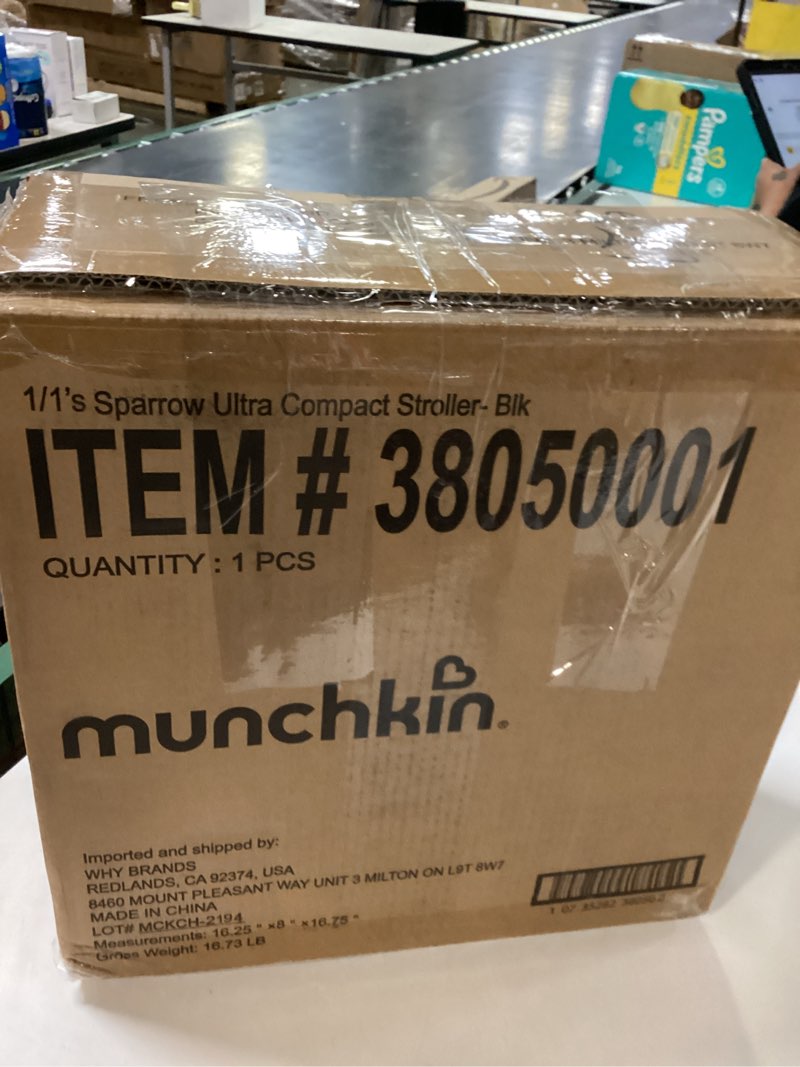 Pampers
1/1's Sparrow Ultra Compact Stroller- Blk
ITEM # 38050001
QUANTITY : 1 PCS
munchkin®
Imported and shipped by:
WHY BRANDS
REDLANDS, CA 92374, USA
8460 MOUNT PLEASANT WAY UNIT 3 MILTON ON L9T 8W7
MADE IN CHINA
LOT# MCKCH-2194
Measurements: 16.25 " x8 " x16.75 "
Gross Weight: 16.73 LB